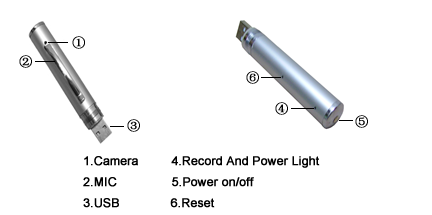 ①
②
③
⑥
④
⑤
1.Camera 4.Record And Power Light
2.MIC 5.Power on/off
3.USB 6.Reset